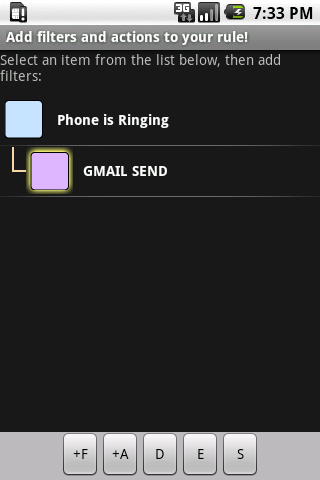 3G 7:33 PM
Add filters and actions to your rule!
Select an item from the list below, then add
filters:
Phone is Ringing
GMAIL SEND
+F +A D E S